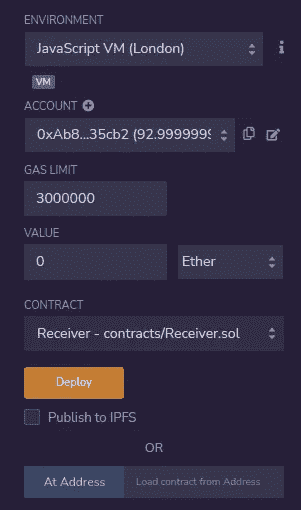 ENVIRONMENT
JavaScript VM (London)
VM
ACCOUNT
0xAb8...35cb2 (92.9999999
GAS LIMIT
3000000
VALUE
0 Ether
CONTRACT
Receiver - contracts/Receiver.sol
Deploy
Publish to IPFS
OR
At Address Load contract from Address